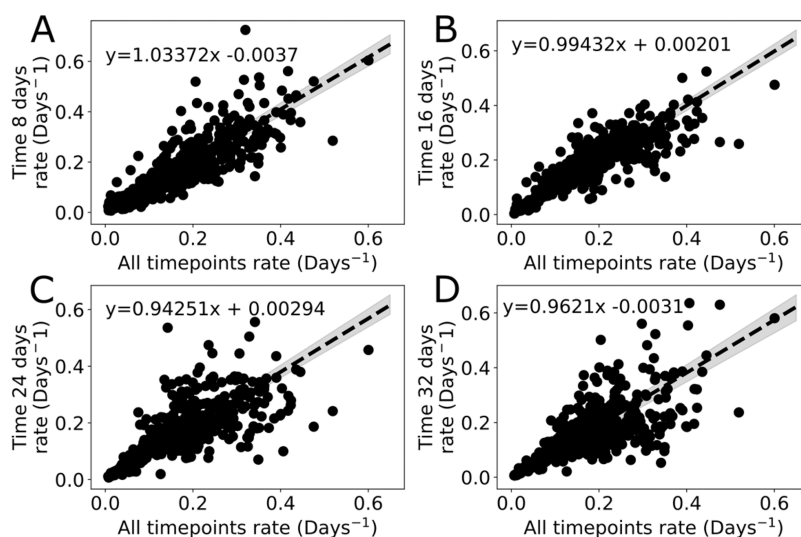 A
y=1.03372x -0.0037
Time 8 days
rate (Days⁻1)
0.6
0.4
0.2
0.0
0.0 0.2 0.4 0.6
All timepoints rate (Days⁻¹)
B
y=0.99432x + 0.00201
Time 16 days
rate (Days⁻1)
0.6
0.4
0.2
0.0
0.0 0.2 0.4 0.6
All timepoints rate (Days⁻¹)
C
y=0.94251x + 0.00294
Time 24 days
rate (Days⁻1)
0.6
0.4
0.2
0.0
0.0 0.2 0.4 0.6
All timepoints rate (Days⁻¹)
D
y=0.9621x -0.0031
Time 32 days
rate (Days⁻1)
0.6
0.4
0.2
0.0
0.0 0.2 0.4 0.6
All timepoints rate (Days⁻¹)